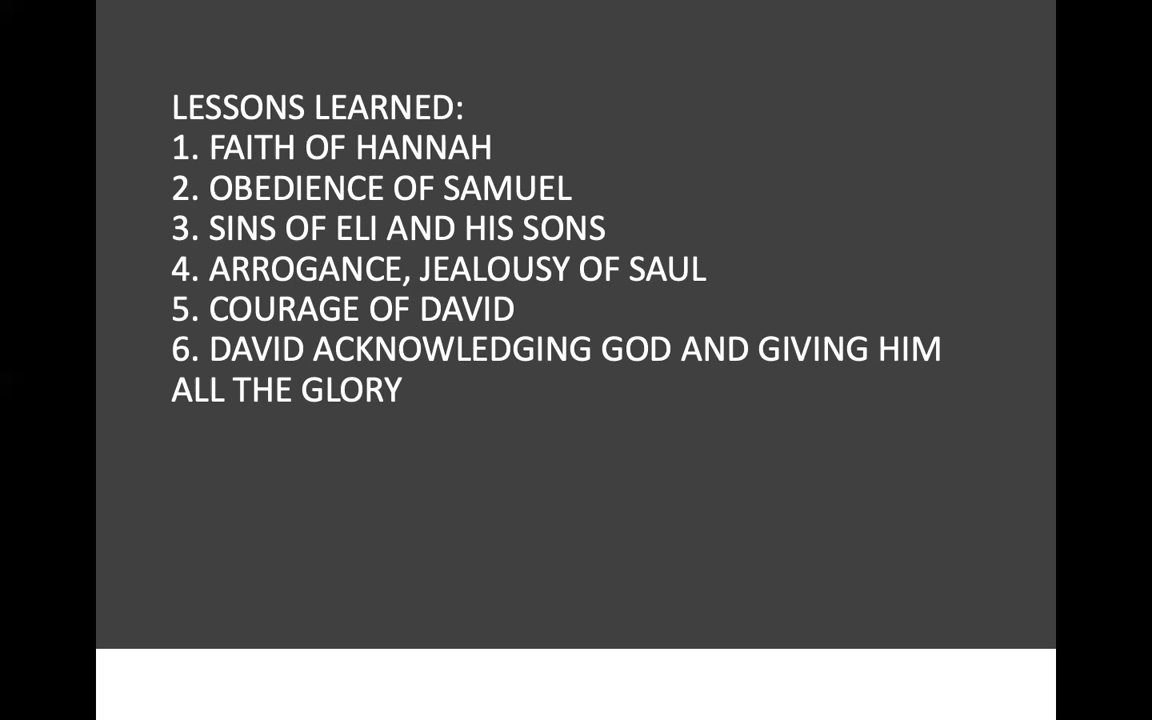 LESSONS LEARNED:
1. FAITH OF HANNAH
2. OBEDIENCE OF SAMUEL
3. SINS OF ELI AND HIS SONS
4. ARROGANCE, JEALOUSY OF SAUL
5. COURAGE OF DAVID
6. DAVID ACKNOWLEDGING GOD AND GIVING HIM
ALL THE GLORY